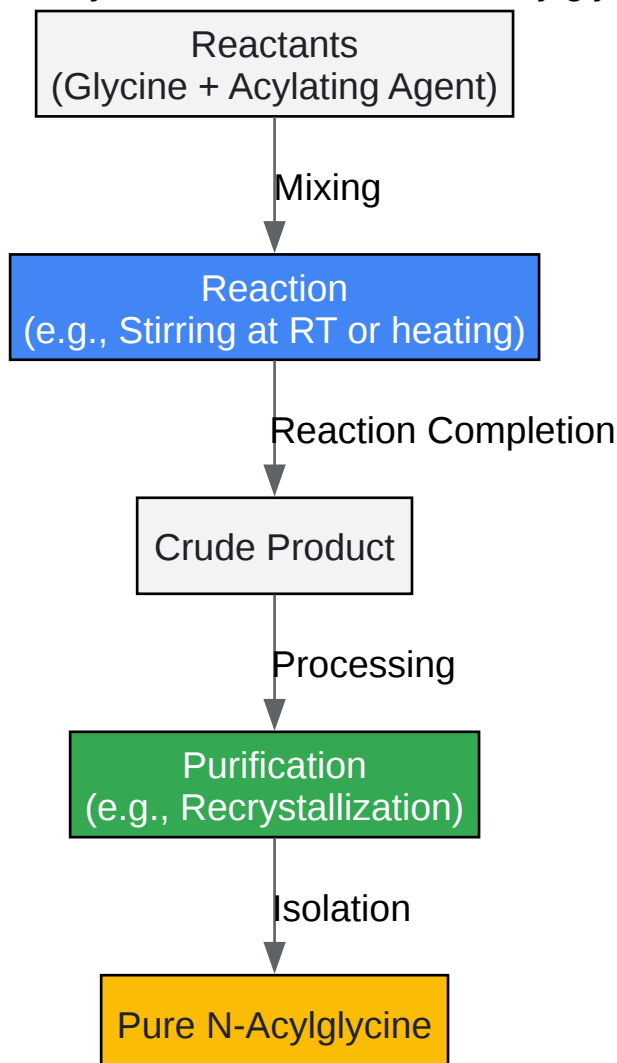 Reactants
(Glycine + Acylating Agent)
Mixing
Reaction
(e.g., Stirring at RT or heating)
Reaction Completion
Crude Product
Processing
Purification
(e.g., Recrystallization)
Isolation
Pure N-Acylglycine